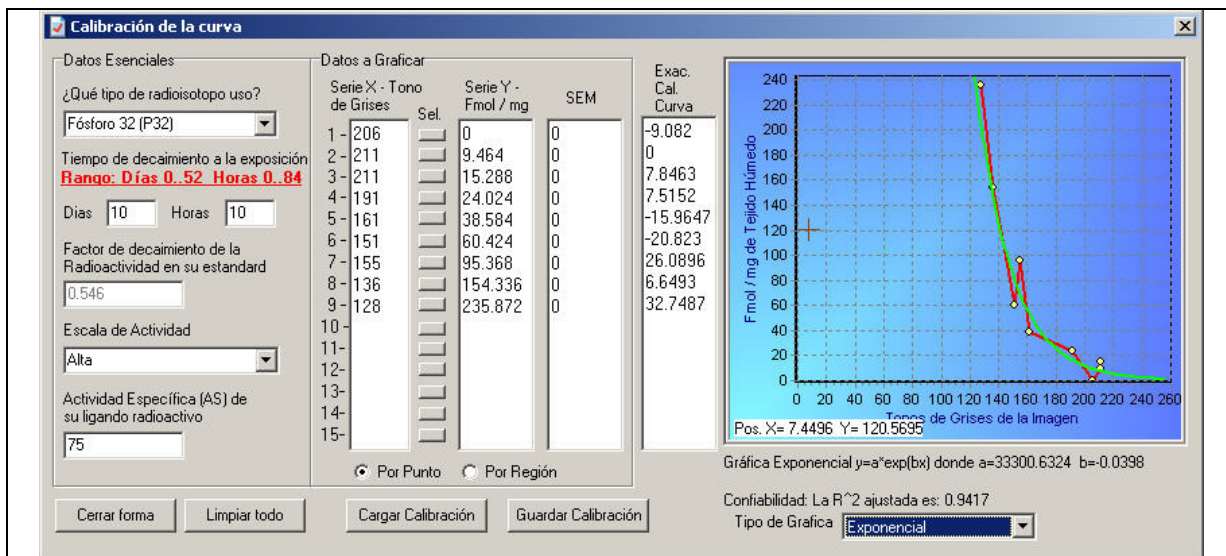 Calibración de la curva
Datos Esenciales
¿Qué tipo de radioisotopo uso?
Fósforo 32 (P32)
Tiempo de decaimiento a la exposición
Rango: Días 0..52 Horas 0..84
Dias 10 Horas 10
Factor de decaimiento de la
Radioactividad en su estandard
0.546
Escala de Actividad
Alta
Actividad Específica (AS) de
su ligando radioactivo
75
Datos a Graficar
Serie X - Tono
de Grises
Sel.
Serie Y -
Fmol / mg
SEM
Exac.
Cal.
Curva
1 - 206 0 0 -9.082
2 - 211 9.464 0 0
3 - 211 15.288 0 7.8463
4 - 191 24.024 0 7.5152
5 - 161 38.584 0 -15.9647
6 - 151 60.424 0 -20.823
7 - 155 95.368 0 26.0896
8 - 136 154.336 0 6.6493
9 - 128 235.872 0 32.7487
10 -
11-
12-
13-
14-
15-
Por Punto Por Región
Cerrar forma Limpiar todo Cargar Calibración Guardar Calibración
Fmol / mg de Tejido Húmedo
240
220
200
180
160
140
120
100
80
60
40
20
0
0 20 40 60 80 100 120 140 160 180 200 220 240 260
Tonos de Grises de la Imagen
Pos. X= 7.4496 Y= 120.5695
Gráfica Exponencial y=a*exp(bx) donde a=33300.6324 b=-0.0398
Confiabilidad: La R^2 ajustada es: 0.9417
Tipo de Grafica Exponencial